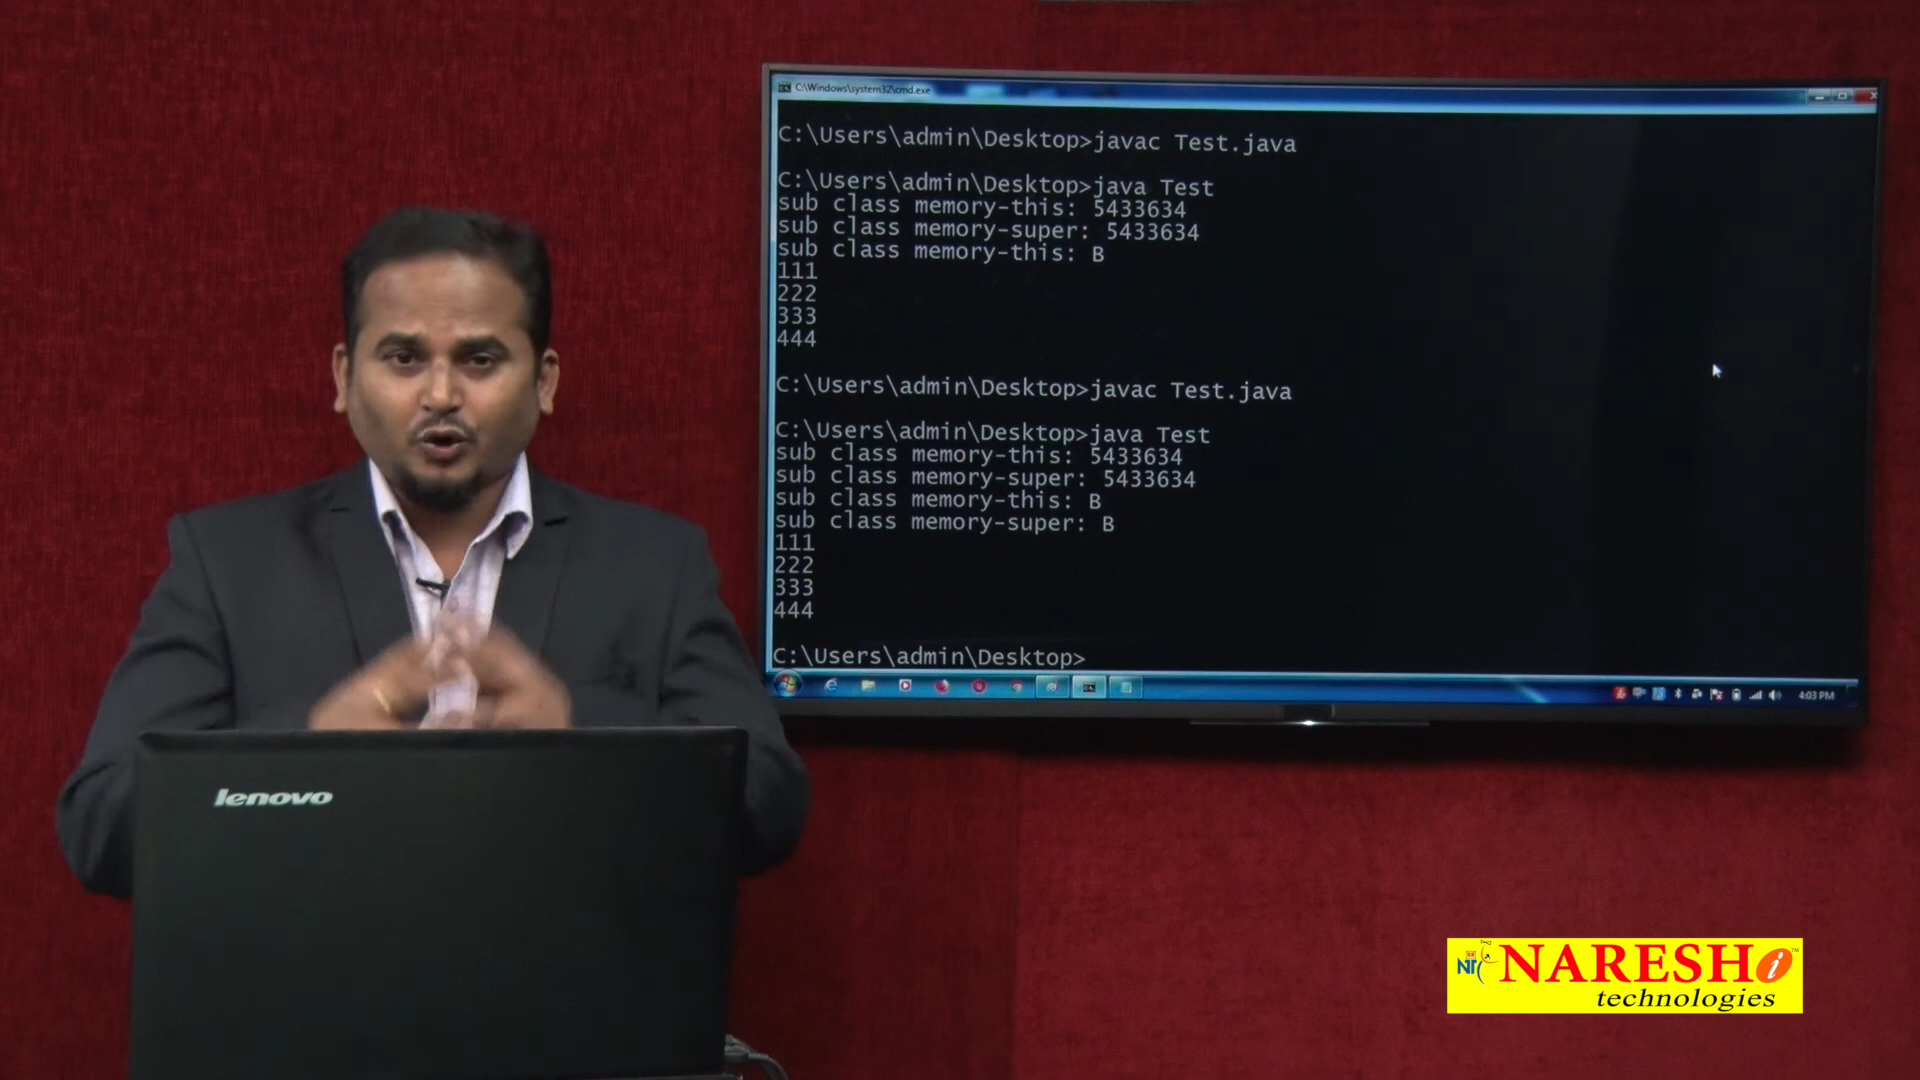 C:\Windows\system32\cmd.exe
C:\Users\admin\Desktop>javac Test.java
C:\Users\admin\Desktop>java Test
sub class memory-this: 5433634
sub class memory-super: 5433634
sub class memory-this: B
111
222
333
444
C:\Users\admin\Desktop>javac Test.java
C:\Users\admin\Desktop>java Test
sub class memory-this: 5433634
sub class memory-super: 5433634
sub class memory-this: B
sub class memory-super: B
111
222
333
444
C:\Users\admin\Desktop>
4:03 PM
lenovo
NARESH i
technologies